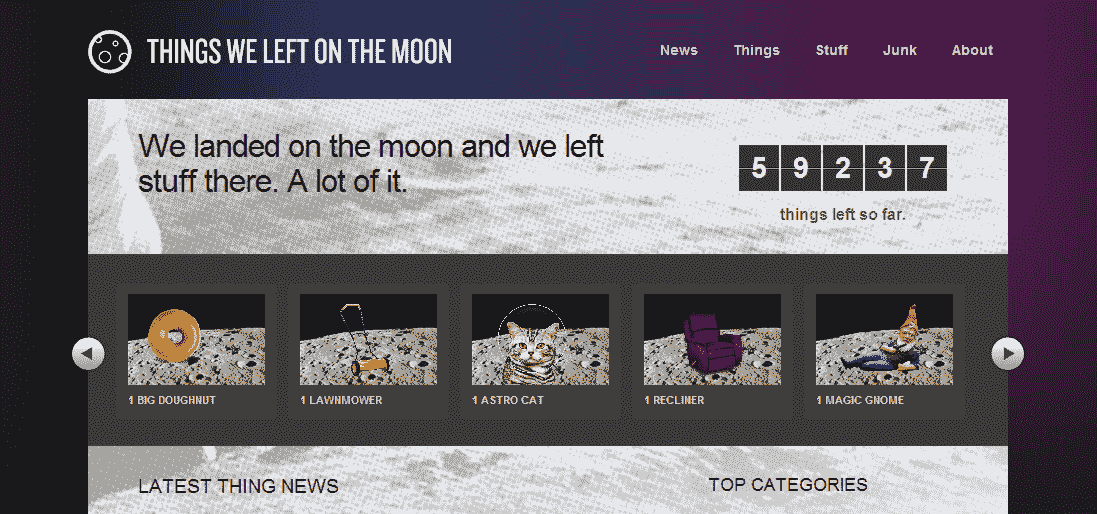 THINGS WE LEFT ON THE MOON
News Things Stuff Junk About
We landed on the moon and we left
stuff there. A lot of it.
5 9 2 3 7
things left so far.
1 BIG DOUGHNUT
1 LAWNMOWER
1 ASTRO CAT
1 RECLINER
1 MAGIC GNOME
LATEST THING NEWS
TOP CATEGORIES